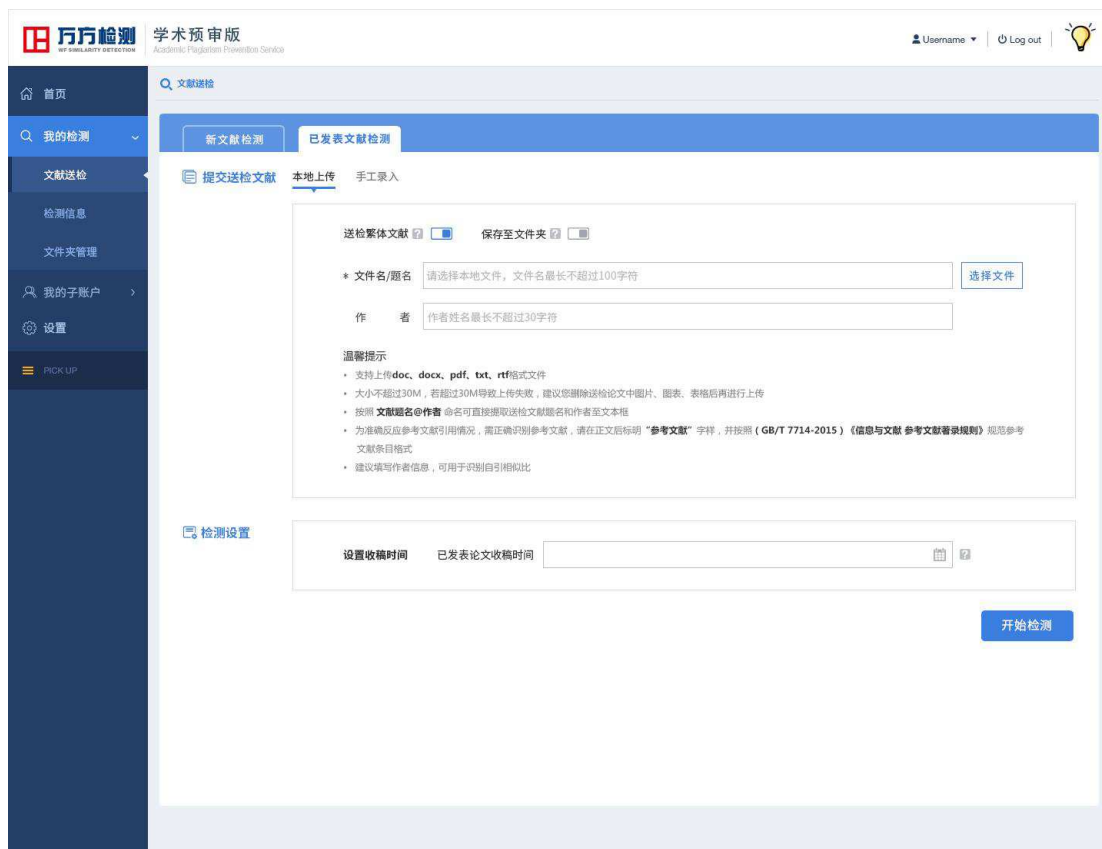 万方检测
WF SIMILARITY DETECTION
学术预审版
Academic Plagiarism Prevention Service
Username
Log out
首页
我的检测
文献送检
检测信息
文件夹管理
我的子账户
设置
PICK UP
文献送检
新文献检测 已发表文献检测
提交送检文献 本地上传 手工录入
送检繁体文献 保存至文件夹
* 文件名/题名 请选择本地文件，文件名最长不超过100字符 选择文件
作 者 作者姓名最长不超过30字符
温馨提示
• 支持上传doc、docx、pdf、txt、rtf格式文件
• 大小不超过30M，若超过30M导致上传失败，建议您删除送检论文中图片、图表、表格后再进行上传
• 按照 文献题名@作者 命名可直接提取送检文献题名和作者至文本框
• 为准确反应参考文献引用情况，需正确识别参考文献，请在正文后标明“参考文献”字样，并按照（GB/T 7714-2015）《信息与文献 参考文献著录规则》规范参考
文献条目格式
• 建议填写作者信息，可用于识别自引相似比
检测设置
设置收稿时间 已发表论文收稿时间
开始检测